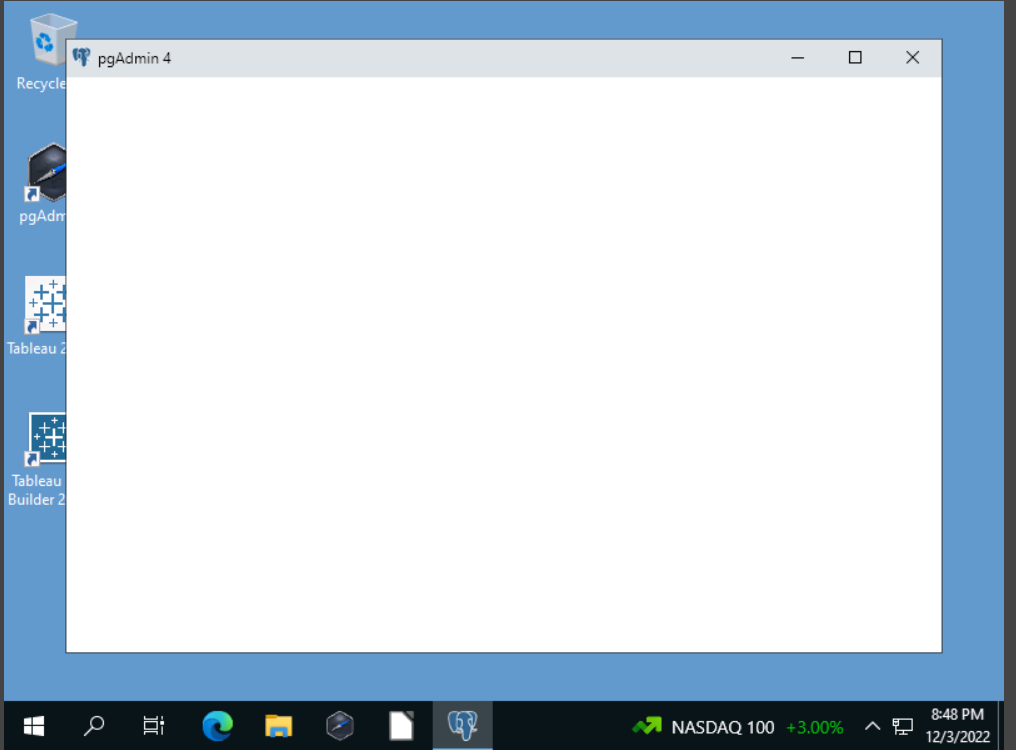 pgAdmin 4
Recycle
pgAdm
Tableau 2
Tableau
Builder 2
NASDAQ 100 +3.00%
8:48 PM
12/3/2022